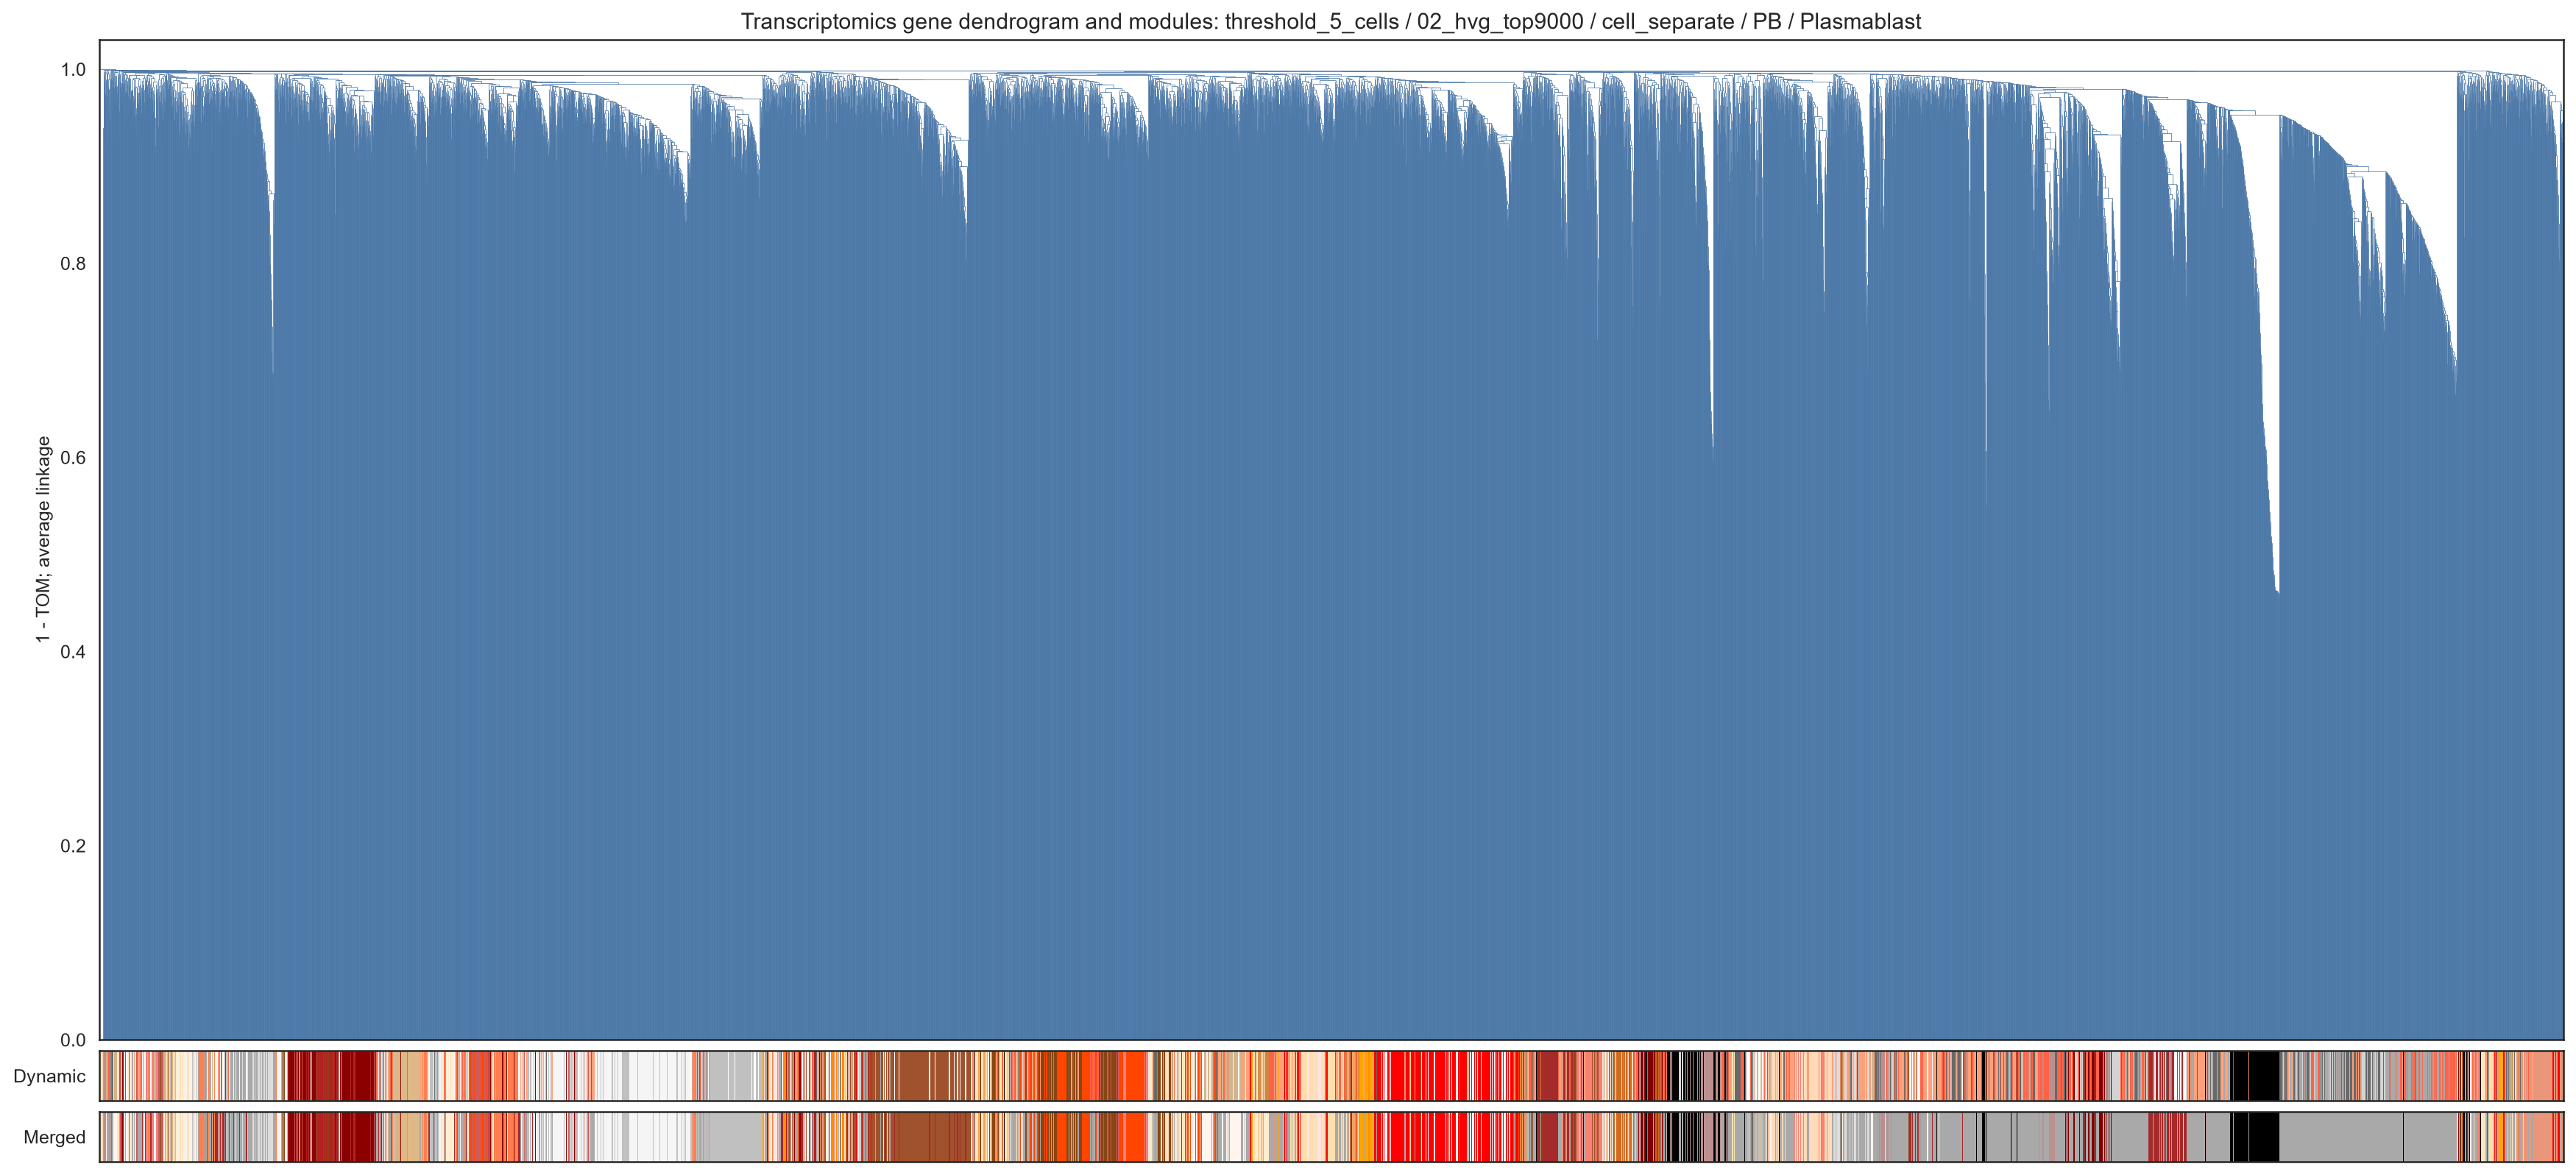 Transcriptomics gene dendrogram and modules: threshold_5_cells / 02_hvg_top9000 / cell_separate / PB / Plasmablast
1.0
0.8
0.6
0.4
0.2
0.0
1 - TOM; average linkage
Dynamic
Merged